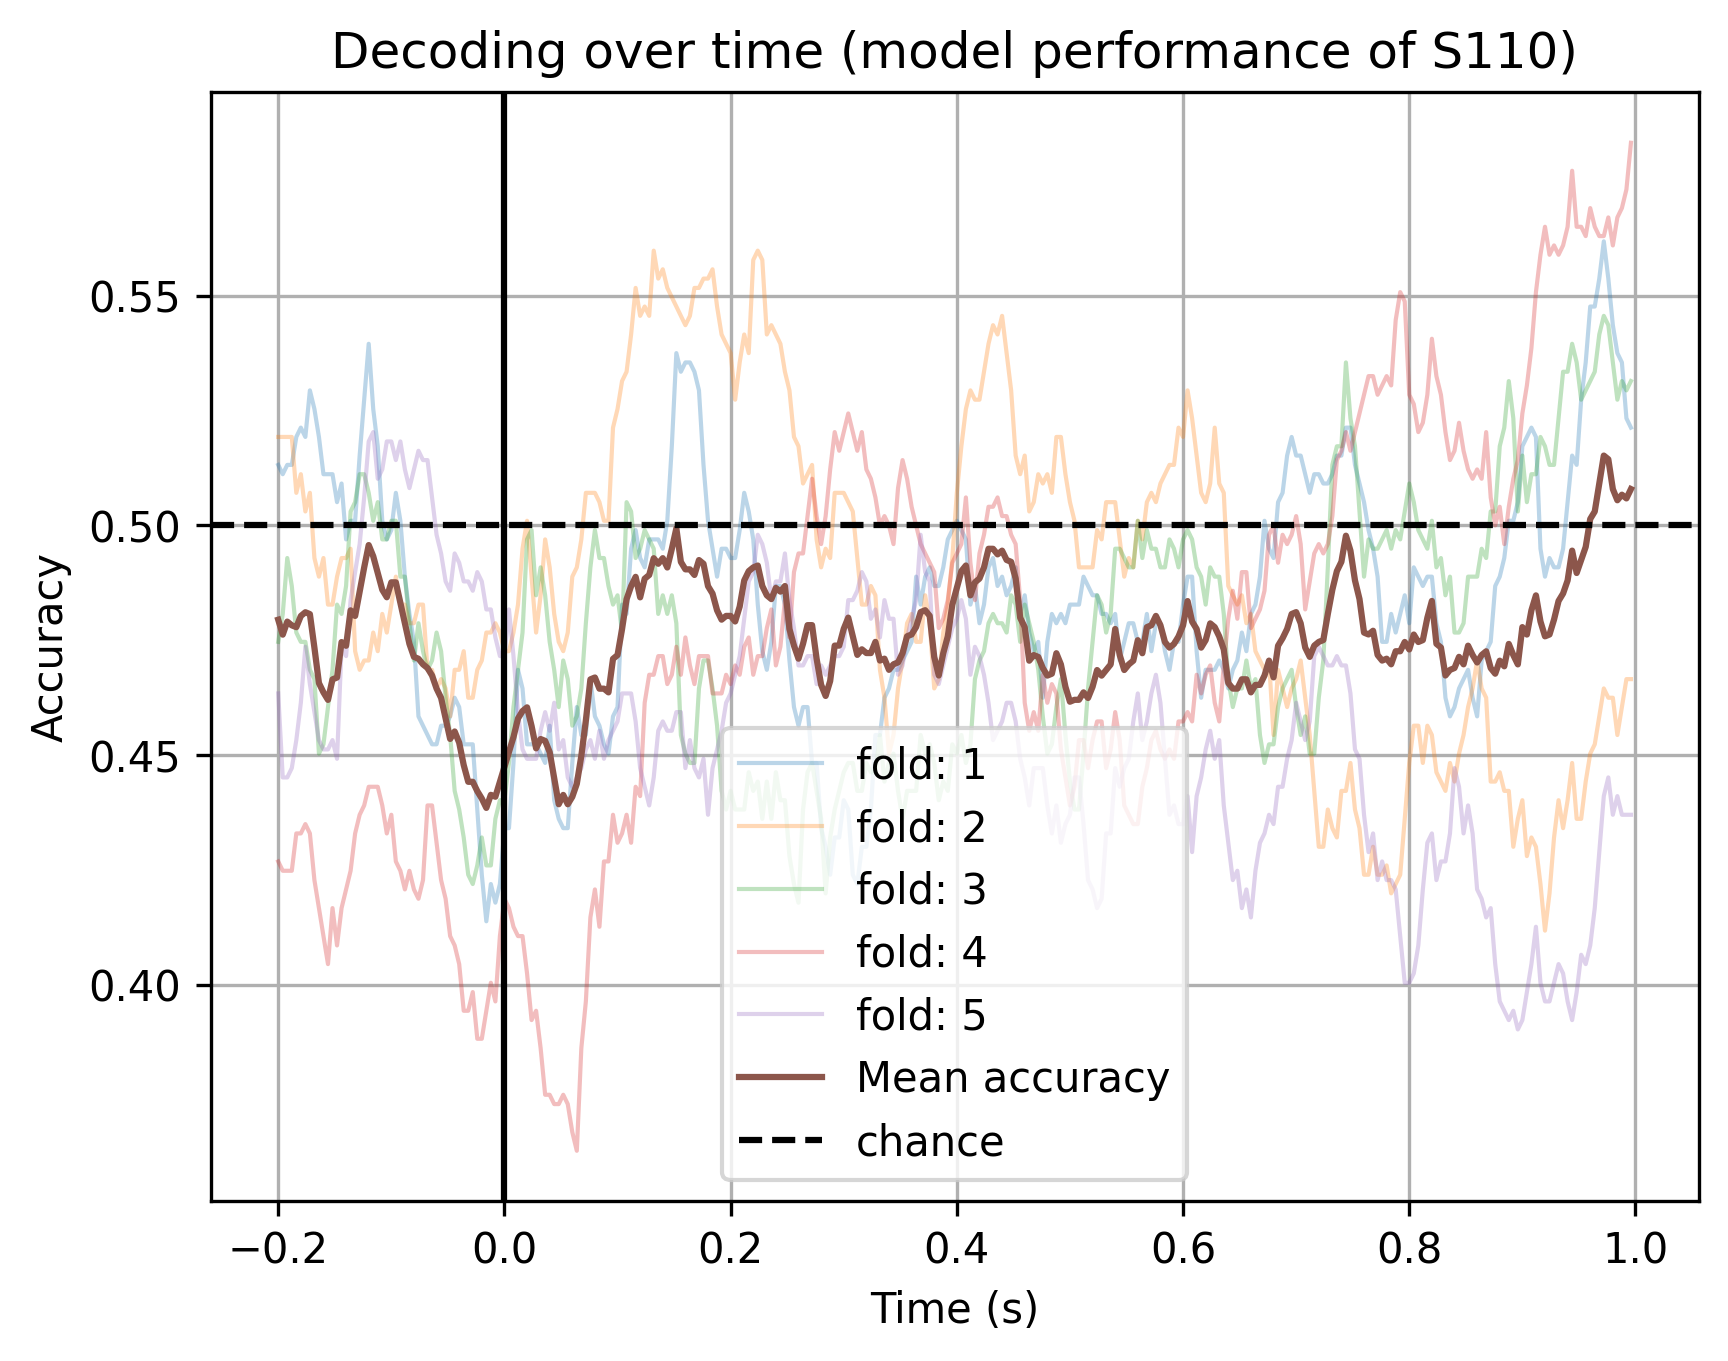 Decoding over time (model performance of S110)
0.55
0.50
0.45
0.40
Accuracy
fold: 1
fold: 2
fold: 3
fold: 4
fold: 5
Mean accuracy
chance
−0.2 0.0 0.2 0.4 0.6 0.8 1.0
Time (s)